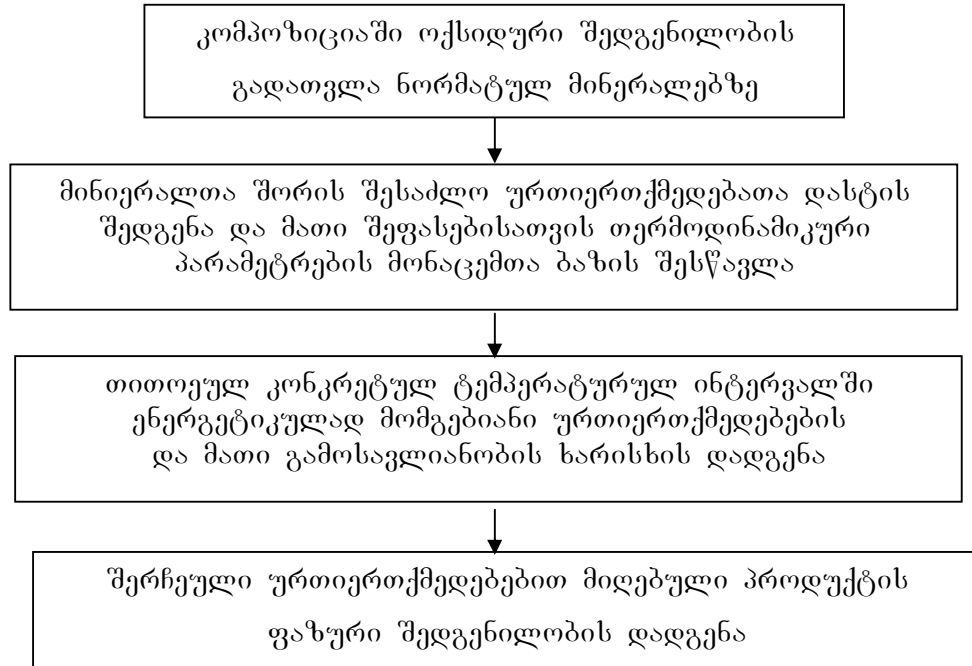 კომპოზიციაში ოქსიდური შედგენილობის
გადათვლა ნორმატულ მინერალებზე
მინიერალთა შორის შესაძლო ურთიერთქმედებათა დასტის
შედგენა და მათი შეფასებისათვის თერმოდინამიკური
პარამეტრების მონაცემთა ბაზის შესწავლა
თითოეულ კონკრეტულ ტემპერატურულ ინტერვალში
ენერგეტიკულად მომგებიანი ურთიერთქმედებების
და მათი გამოსავლიანობის ხარისხის დადგენა
შერჩეული ურთიერთქმედებებით მიღებული პროდუქტის
ფაზური შედგენილობის დადგენა